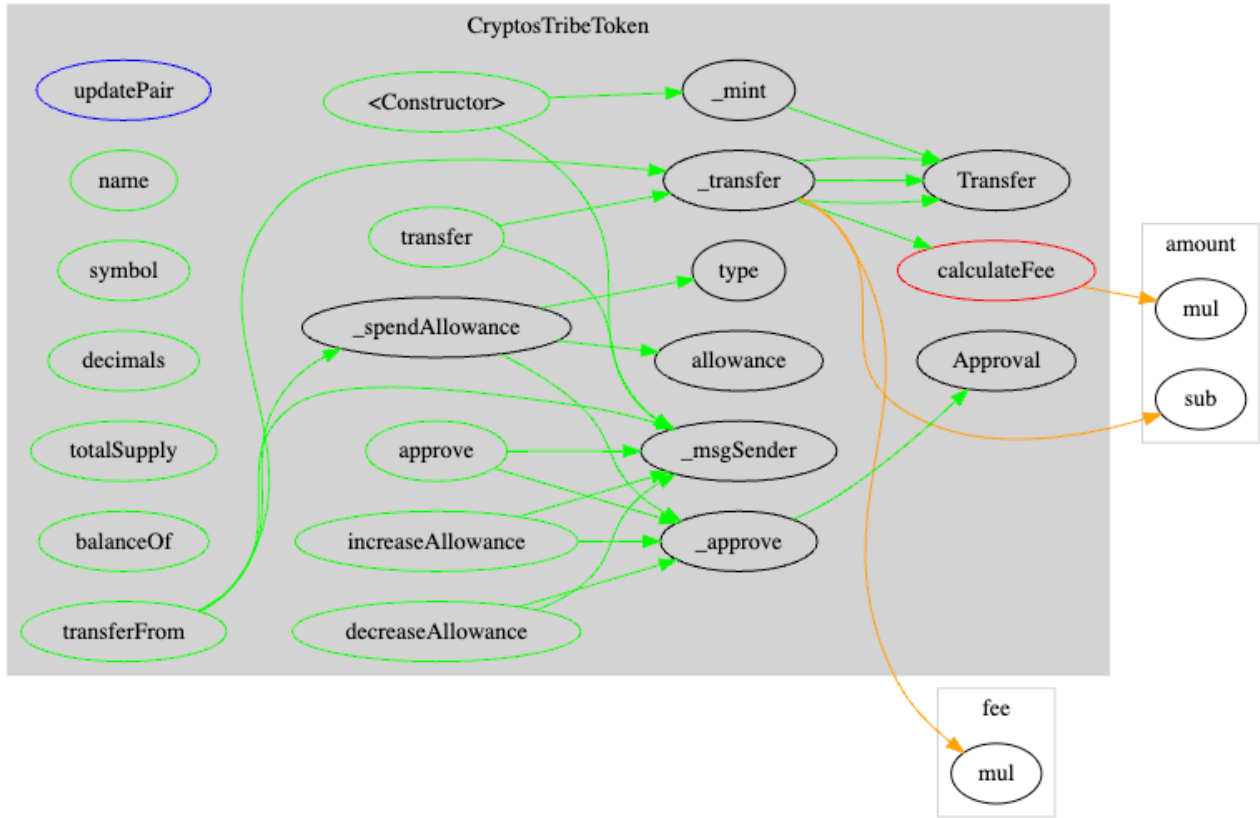 CryptosTribeToken
updatePair
<Constructor>
_mint
name
_transfer
Transfer
symbol
transfer
type
calculateFee
amount
mul
decimals
_spendAllowance
allowance
Approval
sub
totalSupply
approve
_msgSender
balanceOf
increaseAllowance
_approve
transferFrom
decreaseAllowance
fee
mul